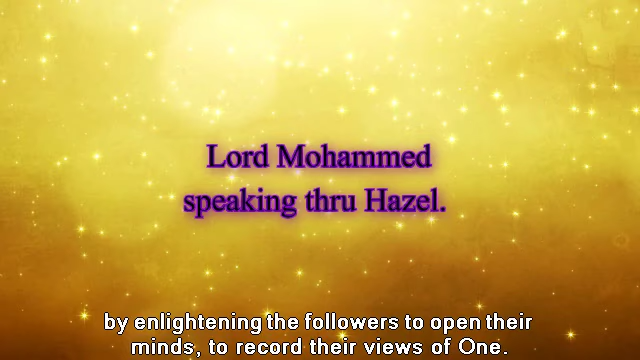 Lord Mohammed
speaking thru Hazel.
by enlightening the followers to open their
minds, to record their views of One.